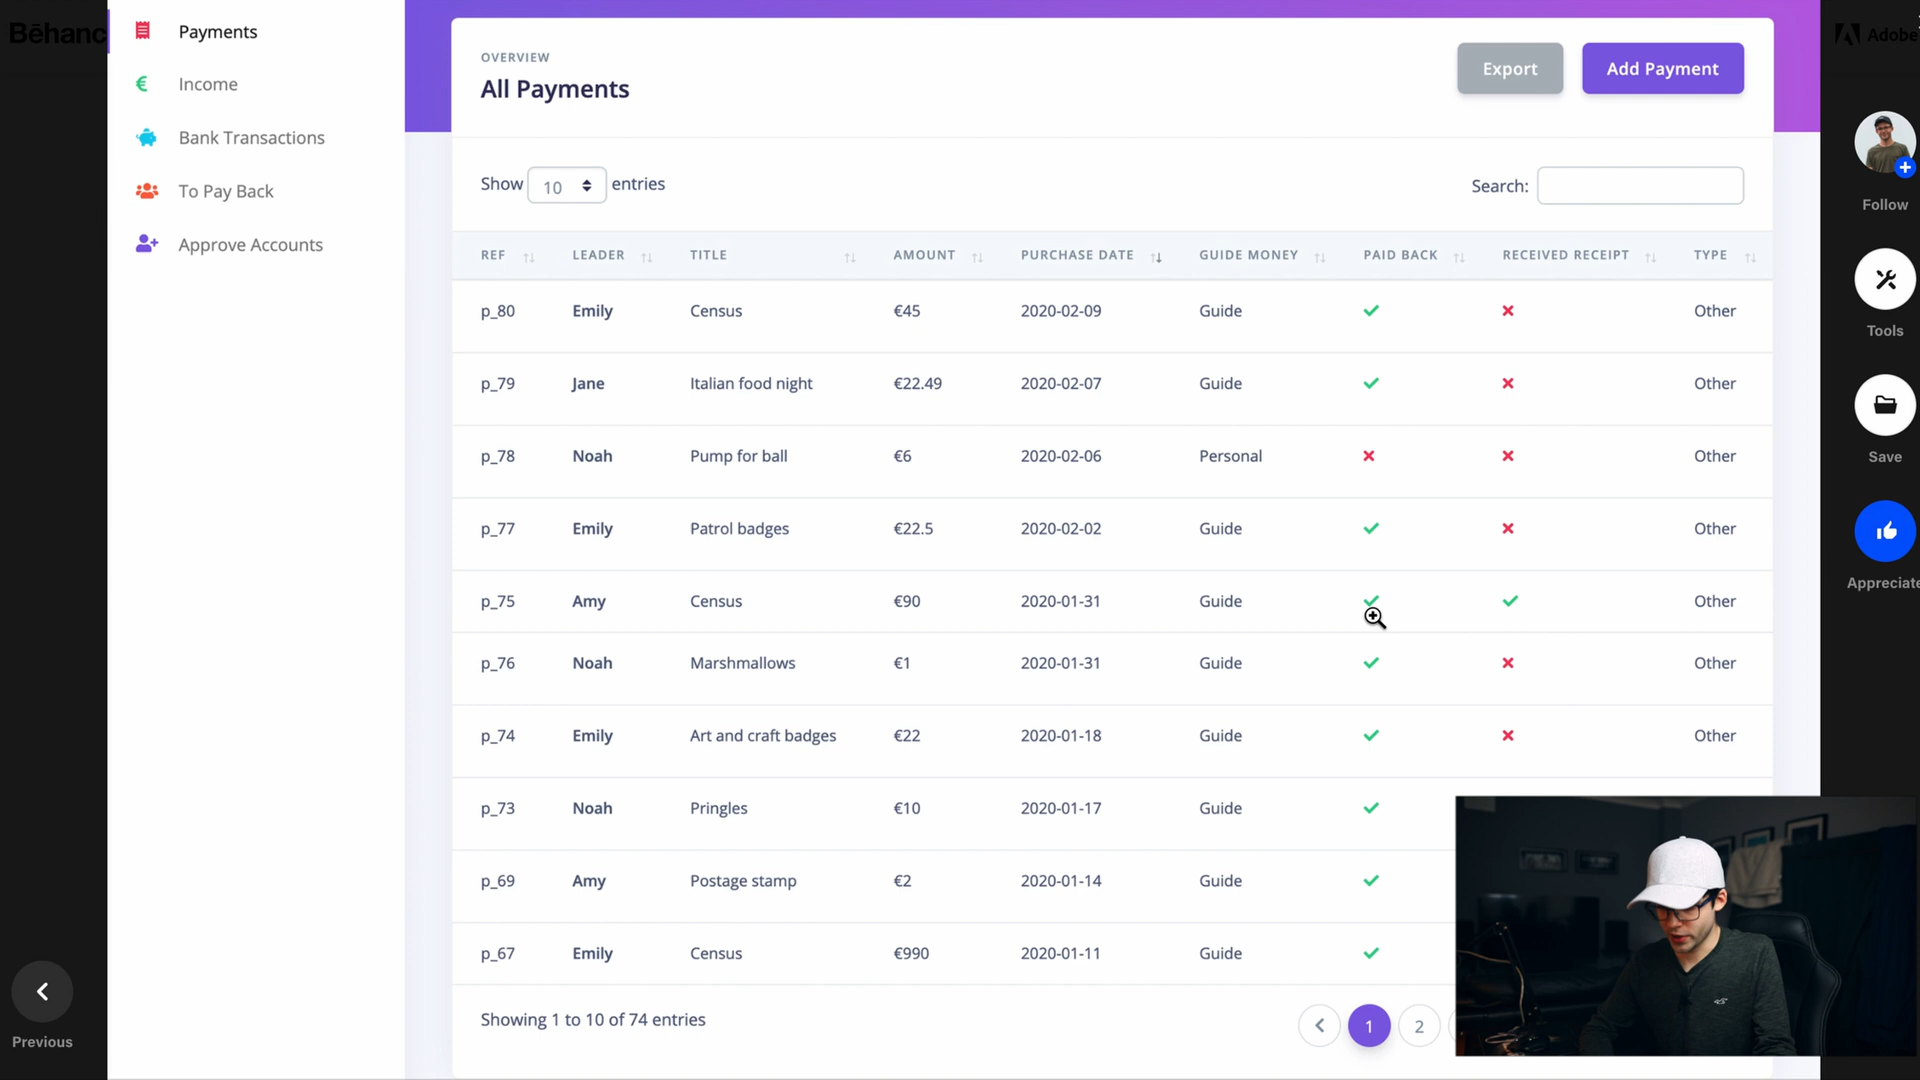 Bēhanc
Adobe
Payments
Income
Bank Transactions
To Pay Back
Approve Accounts
OVERVIEW
All Payments
Export
Add Payment
Show 10 entries
Search:
REF LEADER TITLE AMOUNT PURCHASE DATE GUIDE MONEY PAID BACK RECEIVED RECEIPT TYPE
p_80 Emily Census €45 2020-02-09 Guide Other
p_79 Jane Italian food night €22.49 2020-02-07 Guide Other
p_78 Noah Pump for ball €6 2020-02-06 Personal Other
p_77 Emily Patrol badges €22.5 2020-02-02 Guide Other
p_75 Amy Census €90 2020-01-31 Guide Other
p_76 Noah Marshmallows €1 2020-01-31 Guide Other
p_74 Emily Art and craft badges €22 2020-01-18 Guide Other
p_73 Noah Pringles €10 2020-01-17 Guide
p_69 Amy Postage stamp €2 2020-01-14 Guide
p_67 Emily Census €990 2020-01-11 Guide
Showing 1 to 10 of 74 entries
1 2
Follow
Tools
Save
Appreciate
Previous